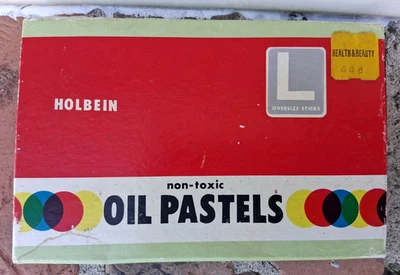 HEALTH & BEAUTY
L
OVERSIZE STICKS
HOLBEIN
non-toxic
OIL PASTELS